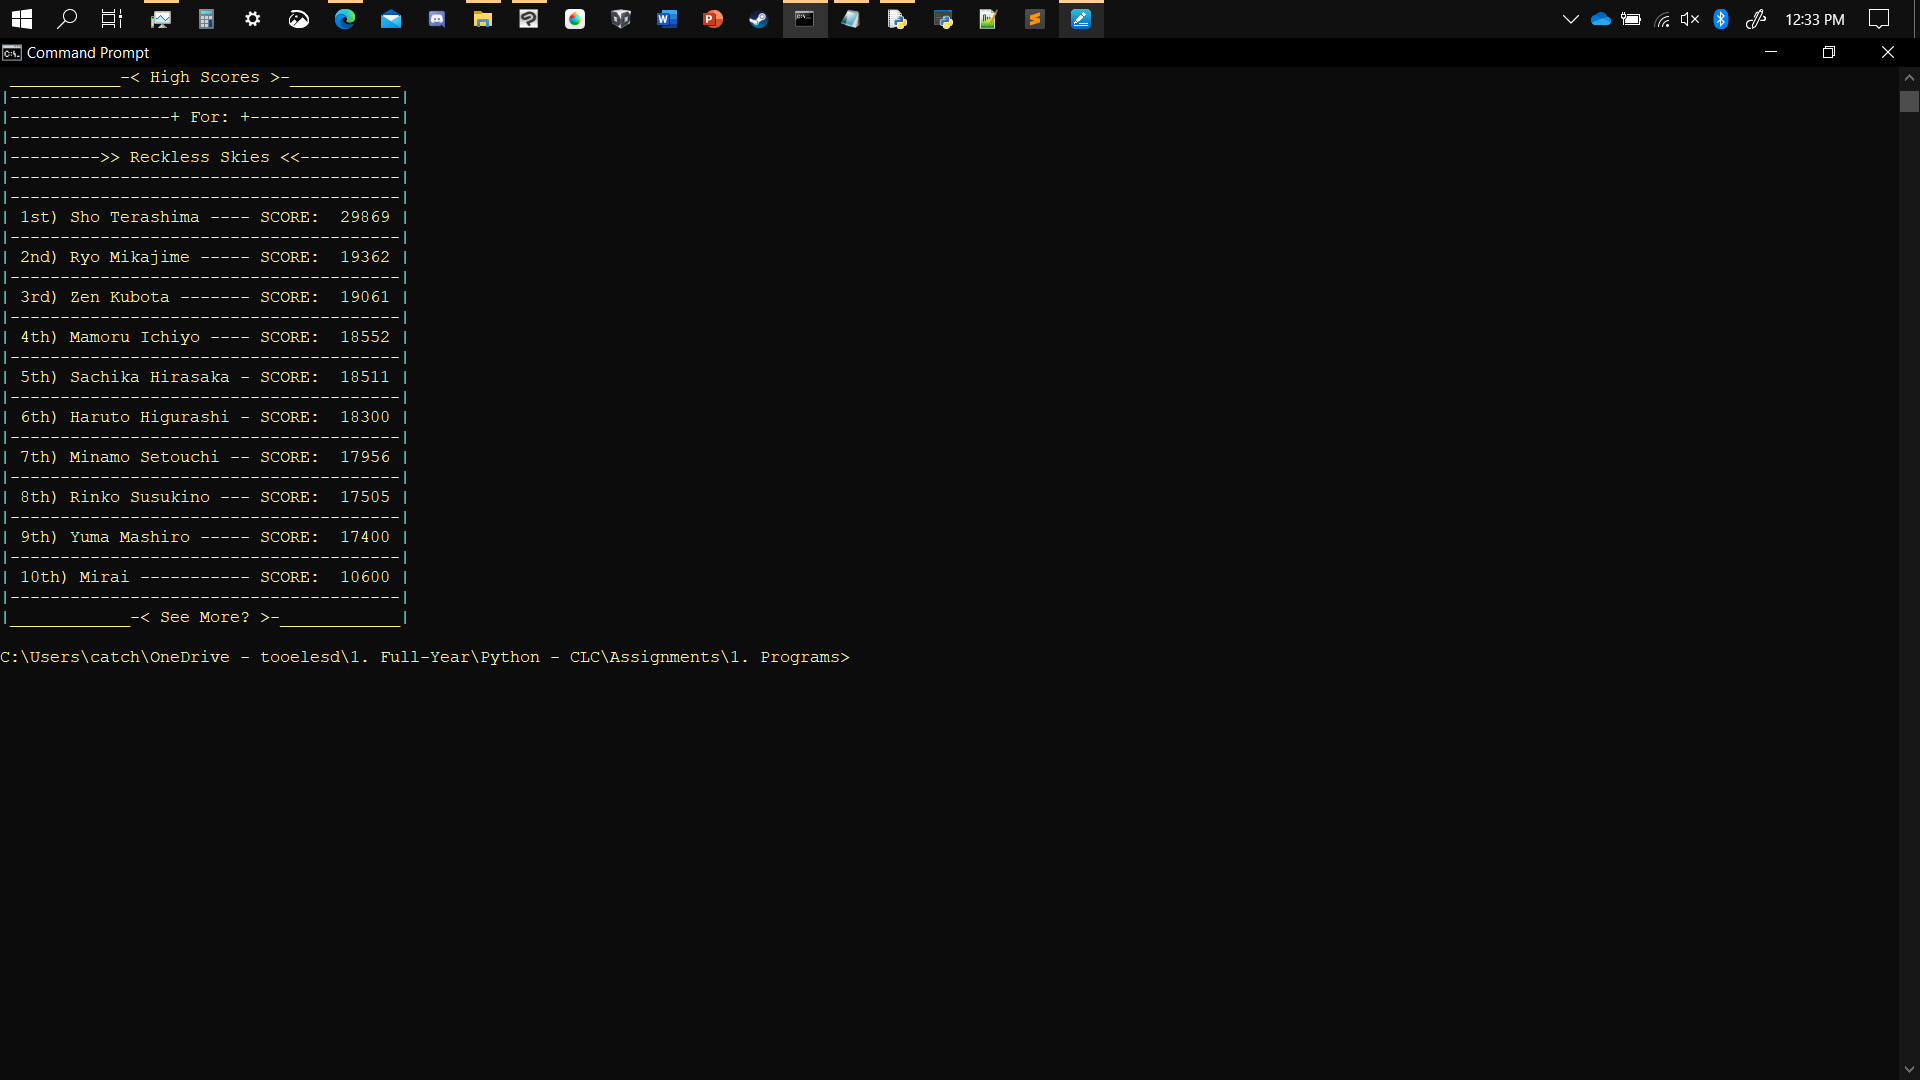 12:33 PM
Command Prompt
___________-< High Scores >-___________
|---------------------------------------|
|----------------+ For: +---------------|
|---------------------------------------|
|--------->> Reckless Skies <<----------|
|---------------------------------------|
|---------------------------------------|
| 1st) Sho Terashima ---- SCORE:  29869 |
|---------------------------------------|
| 2nd) Ryo Mikajime ----- SCORE:  19362 |
|---------------------------------------|
| 3rd) Zen Kubota ------- SCORE:  19061 |
|---------------------------------------|
| 4th) Mamoru Ichiyo ---- SCORE:  18552 |
|---------------------------------------|
| 5th) Sachika Hirasaka - SCORE:  18511 |
|---------------------------------------|
| 6th) Haruto Higurashi - SCORE:  18300 |
|---------------------------------------|
| 7th) Minamo Setouchi -- SCORE:  17956 |
|---------------------------------------|
| 8th) Rinko Susukino --- SCORE:  17505 |
|---------------------------------------|
| 9th) Yuma Mashiro ----- SCORE:  17400 |
|---------------------------------------|
| 10th) Mirai ----------- SCORE:  10600 |
|---------------------------------------|
|____________-< See More? >-____________|
C:\Users\catch\OneDrive - tooelesd\1. Full-Year\Python - CLC\Assignments\1. Programs>